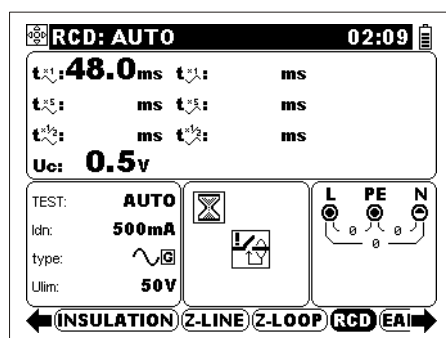 RCD: AUTO 02:09
t×1: 48.0ms t×1: ms
t×5: ms t×5: ms
t×½: ms t×½: ms
Uc: 0.5v
TEST: AUTO
Idn: 500mA
type: G
Ulim: 50V
L PE N
0 0
0
INSULATION Z-LINE Z-LOOP RCD EAI